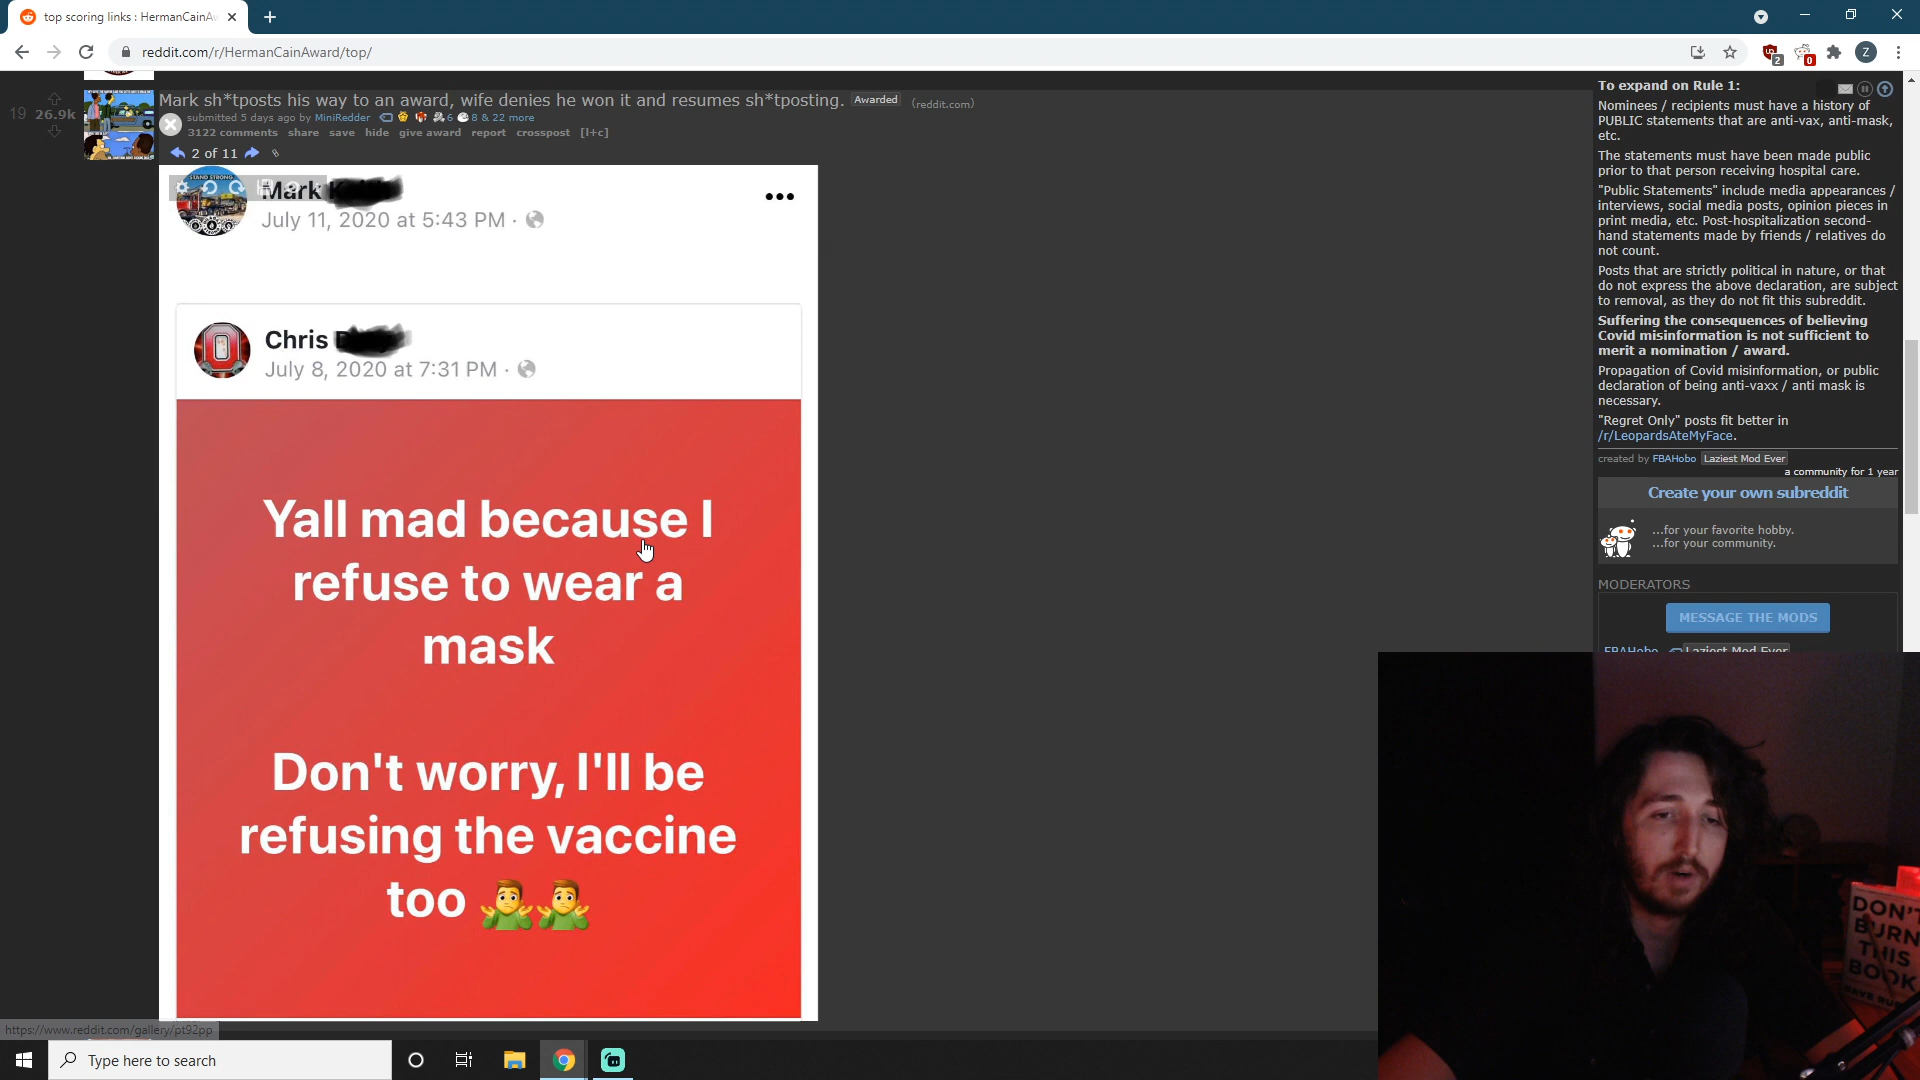 top scoring links : HermanCainAw
reddit.com/r/HermanCainAward/top/
2
0
Z
19 26.9k
Mark sh*tposts his way to an award, wife denies he won it and resumes sh*tposting. Awarded (reddit.com)
submitted 5 days ago by MiniRedder 6 8 & 22 more
3122 comments share save hide give award report crosspost [l+c]
2 of 11
STAND STRONG
Mark
July 11, 2020 at 5:43 PM ·
Chris
July 8, 2020 at 7:31 PM ·
Yall mad because I
refuse to wear a
mask
Don't worry, I'll be
refusing the vaccine
too 🤷‍♂️🤷‍♂️
To expand on Rule 1:
Nominees / recipients must have a history of
PUBLIC statements that are anti-vax, anti-mask,
etc.
The statements must have been made public
prior to that person receiving hospital care.
"Public Statements" include media appearances /
interviews, social media posts, opinion pieces in
print media, etc. Post-hospitalization second-
hand statements made by friends / relatives do
not count.
Posts that are strictly political in nature, or that
do not express the above declaration, are subject
to removal, as they do not fit this subreddit.
Suffering the consequences of believing
Covid misinformation is not sufficient to
merit a nomination / award.
Propagation of Covid misinformation, or public
declaration of being anti-vaxx / anti mask is
necessary.
"Regret Only" posts fit better in
/r/LeopardsAteMyFace.
created by FBAHobo Laziest Mod Ever
a community for 1 year
Create your own subreddit
...for your favorite hobby.
...for your community.
MODERATORS
MESSAGE THE MODS
FBAHobo Laziest Mod Ever
DON'T
BURN
THIS
BOOK
https://www.reddit.com/gallery/pt92pp
Type here to search